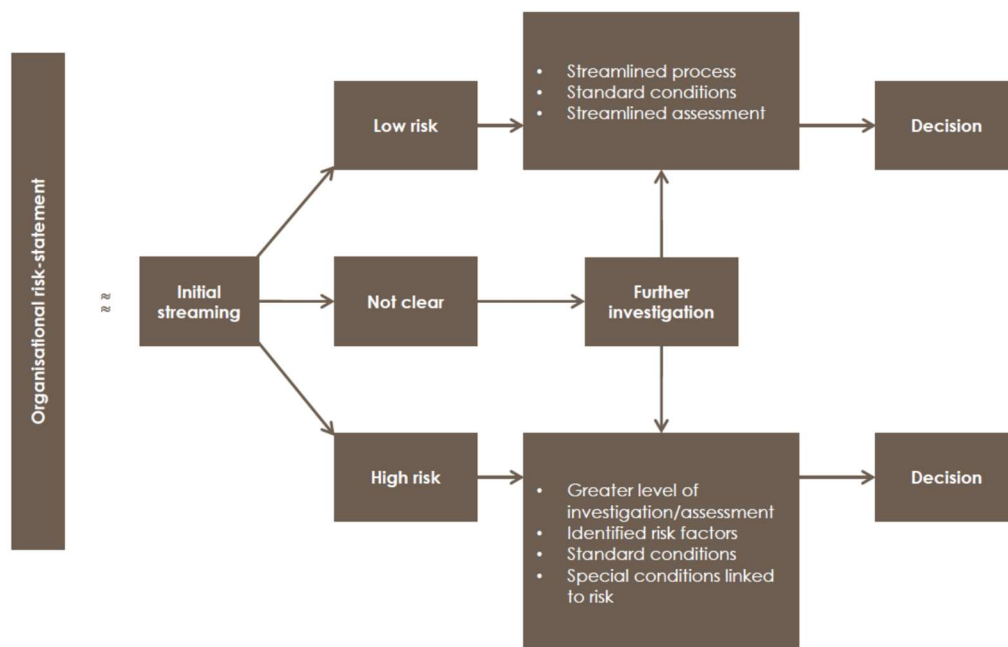 Organisational risk-statement
≈
≈
Initial
streaming
Low risk
• Streamlined process
• Standard conditions
• Streamlined assessment
Decision
Not clear
Further
investigation
High risk
• Greater level of
investigation/assessment
• Identified risk factors
• Standard conditions
• Special conditions linked
to risk
Decision